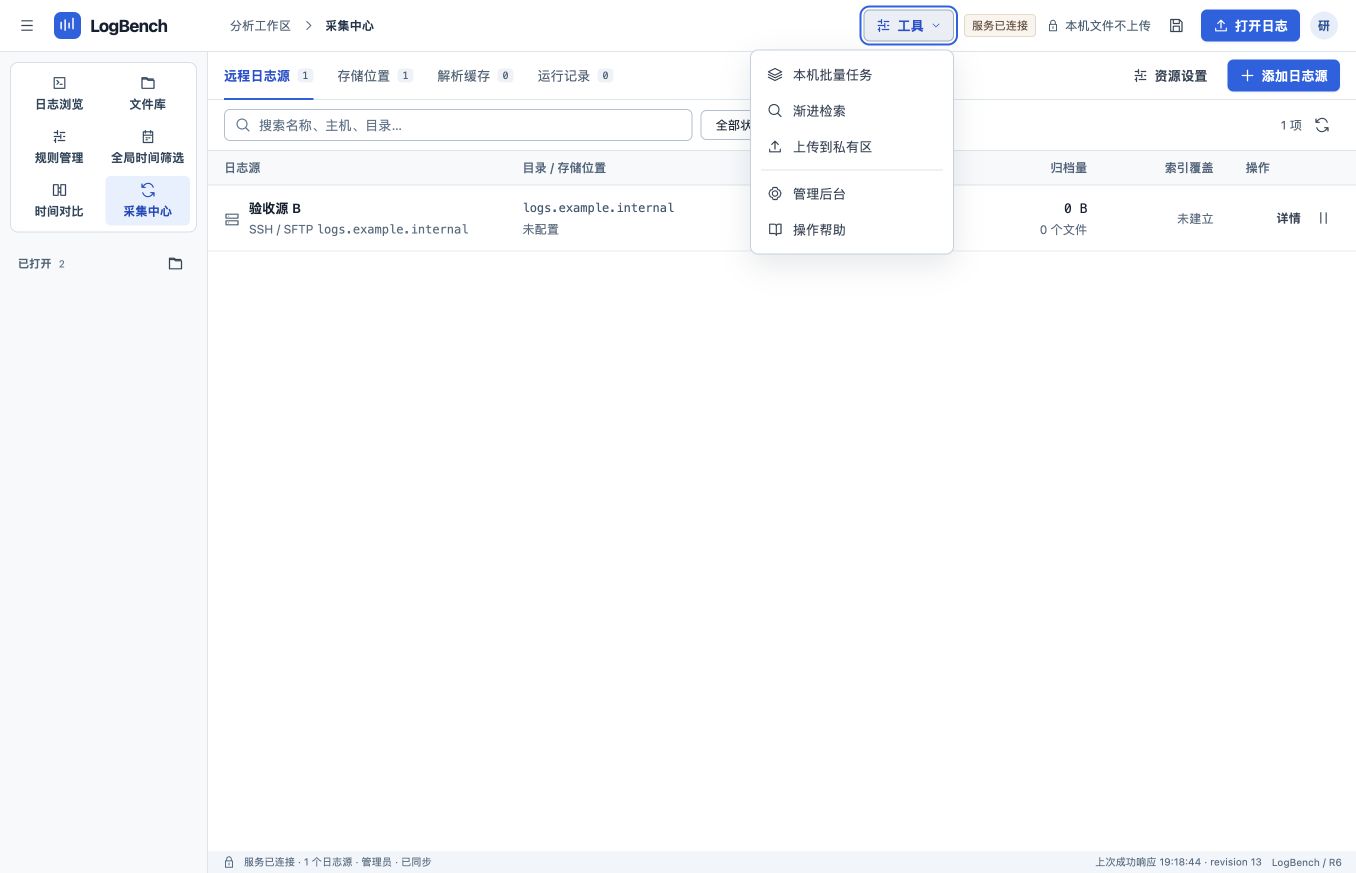 LogBench
分析工作区
采集中心
工具
服务已连接
本机文件不上传
打开日志
研
日志浏览
文件库
规则管理
全局时间筛选
时间对比
采集中心
已打开 2
远程日志源 1
存储位置 1
解析缓存 0
运行记录 0
资源设置
添加日志源
搜索名称、主机、目录...
全部状
1 项
本机批量任务
渐进检索
上传到私有区
管理后台
操作帮助
日志源
目录 / 存储位置
归档量
索引覆盖
操作
验收源 B
SSH / SFTP logs.example.internal
logs.example.internal
未配置
0 B
0 个文件
未建立
详情
服务已连接 · 1 个日志源 · 管理员 · 已同步
上次成功响应 19:18:44 · revision 13
LogBench / R6